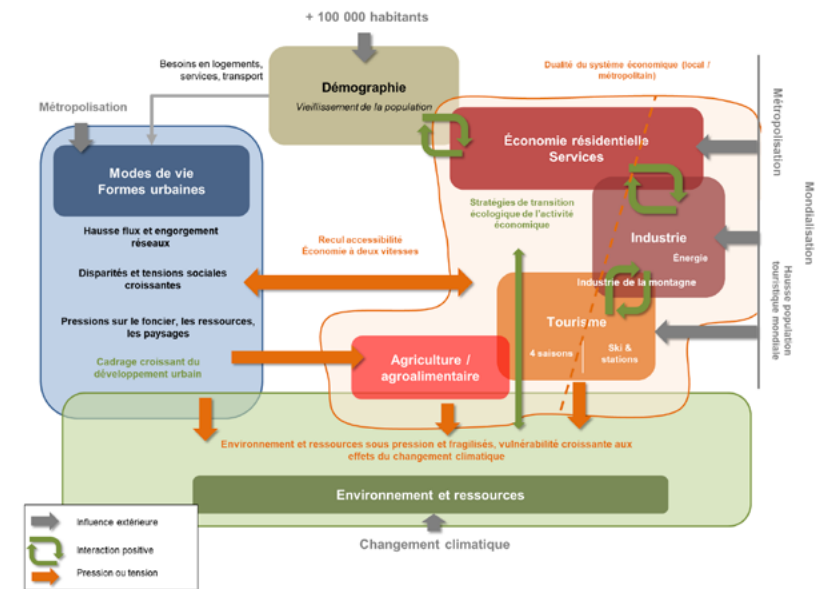 + 100 000 habitants
Besoins en logements,
services, transport
Démographie
Vieillissement de la population
Dualité du système économique (local /
métropolitain)
Métropolisation
Modes de vie
Formes urbaines
Hausse flux et engorgement
réseaux
Disparités et tensions sociales
croissantes
Pressions sur le foncier, les ressources,
les paysages
Cadrage croissant du
développement urbain
Recul accessibilité
Économie à deux vitesses
Économie résidentielle
Services
Stratégies de transition
écologique de l'activité
économique
Industrie
Énergie
Industrie de la montagne
Tourisme
4 saisons
Ski &
stations
Agriculture /
agroalimentaire
Métropolisation
Mondialisation
Hausse population
touristique mondiale
Environnement et ressources sous pression et fragilisés, vulnérabilité croissante aux
effets du changement climatique
Environnement et ressources
Changement climatique
Influence extérieure
Interaction positive
Pression ou tension